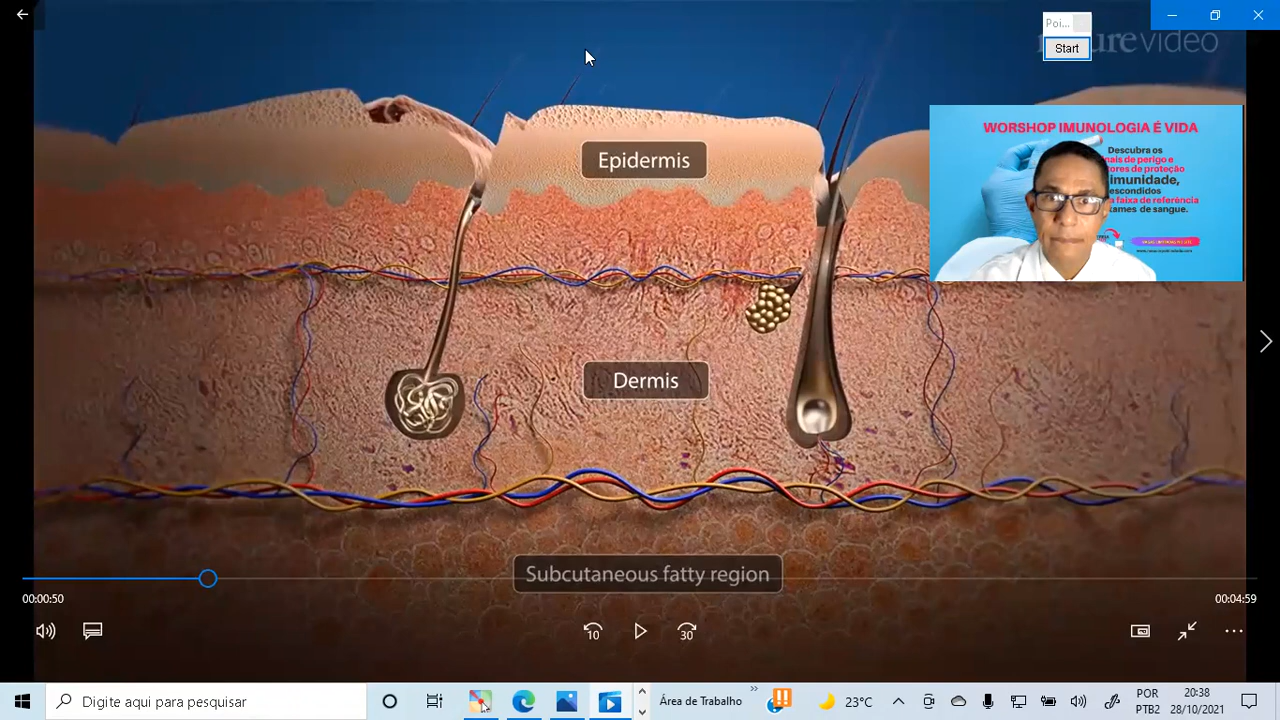 Poi...
Start
video
WORSHOP IMUNOLOGIA É VIDA
Descubra os
nais de perigo e
tores de proteção
imunidade,
escondidos
a faixa de referência
xames de sangue.
Epidermis
Dermis
Subcutaneous fatty region
00:00:50
00:04:59
10
30
Digite aqui para pesquisar
Área de Trabalho
»
23°C
POR
PTB2
20:38
28/10/2021